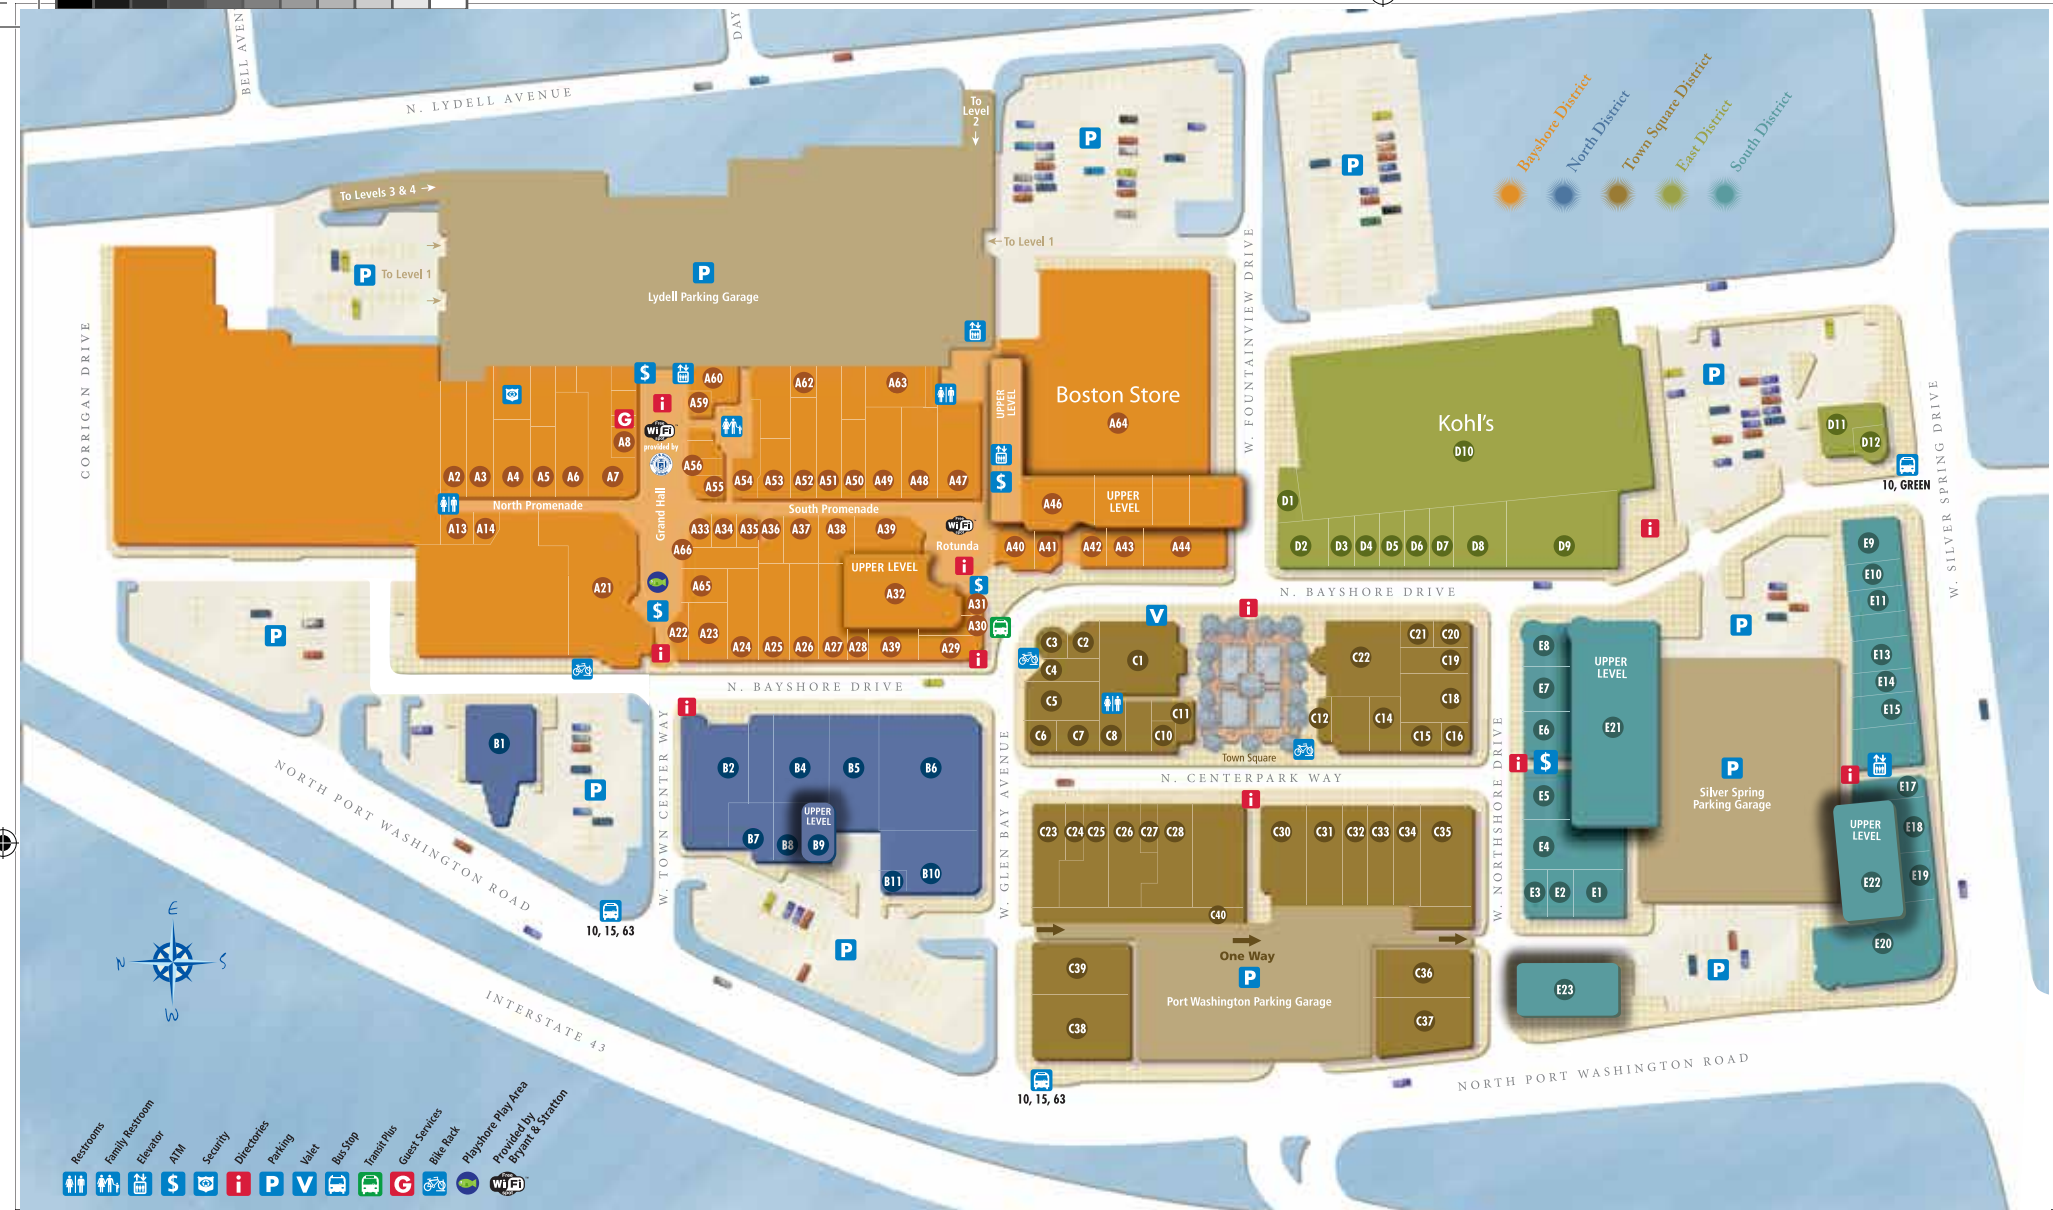 BELL AVEN
DAY
N. LYDELL AVENUE
To
Level
2
To Levels 3 & 4
To Level 1
To Level 1
P
P
P
P
Lydell Parking Garage
Bayshore District
North District
Town Square District
East District
South District
CORRIGAN DRIVE
W. FOUNTAINVIEW DRIVE
W. SILVER SPRING DRIVE
Boston Store
A64
UPPER
LEVEL
Kohl's
D10
P
D11
D12
10, GREEN
$
A60
A62
A63
i
A59
G
A8
Free
WiFi
provided by
A56
A55
A2
A3
A4
A5
A6
A7
A54
A53
A52
A51
A50
A49
A48
A47
$
A46
UPPER
LEVEL
North Promenade
Grand Hall
South Promenade
A13
A14
A33
A34
A35
A36
A37
A38
A39
WiFi
Rotunda
A66
A40
A41
A42
A43
A44
i
UPPER LEVEL
A32
A21
A65
$
$
A31
A30
A22
A23
A24
A25
A26
A27
A28
A39
A29
i
i
D1
D2
D3
D4
D5
D6
D7
D8
D9
i
N. BAYSHORE DRIVE
N. BAYSHORE DRIVE
E9
E10
E11
E13
E14
E15
P
P
V
i
C3
C2
C4
C1
C5
C6
C7
C8
C10
C11
C22
C21
C20
C19
C18
C12
C14
C15
C16
Town Square
N. CENTERPARK WAY
W. NORTHSHORE DRIVE
E8
E7
E6
UPPER
LEVEL
E21
i
$
E5
E4
E3
E2
E1
P
Silver Spring
Parking Garage
i
E17
E18
UPPER
LEVEL
E22
E19
E20
E23
P
B1
P
i
W. TOWN CENTER WAY
B2
B4
B5
B6
UPPER
LEVEL
B7
B8
B9
B10
B11
P
W. GLEN BAY AVENUE
i
C23
C24
C25
C26
C27
C28
C30
C31
C32
C33
C34
C35
C40
One Way
P
Port Washington Parking Garage
C39
C38
C36
C37
10, 15, 63
10, 15, 63
NORTH PORT WASHINGTON ROAD
INTERSTATE 43
NORTH PORT WASHINGTON ROAD
E
N
S
W
Restrooms
Family Restroom
Elevator
ATM
Security
Directories
Parking
Valet
Bus Stop
Transit Plus
Guest Services
Bike Rack
Playshore Play Area
Provided by
Bryant & Stratton
$
i
P
V
G
WiFi